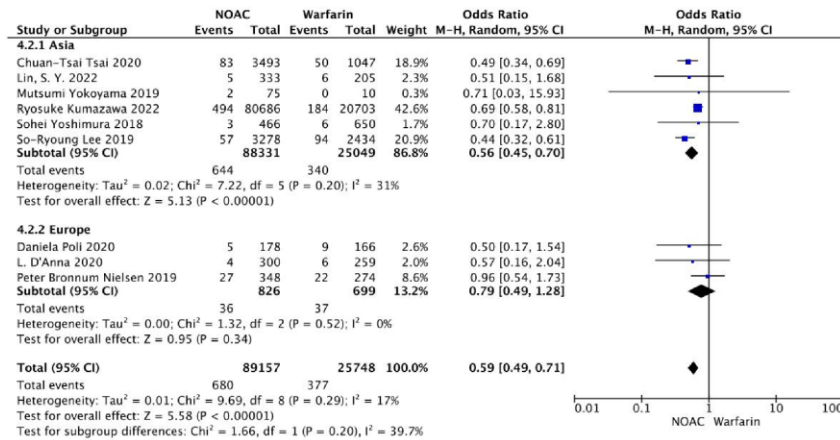 NOAC Warfarin Odds Ratio Odds Ratio
Study or Subgroup Events Total Events Total Weight M-H, Random, 95% CI M-H, Random, 95% CI
4.2.1 Asia
Chuan-Tsai Tsai 2020 83 3493 50 1047 18.9% 0.49 [0.34, 0.69]
Lin, S. Y. 2022 5 333 6 205 2.3% 0.51 [0.15, 1.68]
Mutsumi Yokoyama 2019 2 75 0 10 0.4% 0.71 [0.03, 15.93]
Ryosuke Kumazawa 2022 494 80686 184 20703 42.6% 0.69 [0.58, 0.81]
Sohei Yoshimura 2018 3 466 6 650 1.7% 0.70 [0.17, 2.80]
So-Ryoung Lee 2019 57 3278 94 2434 20.9% 0.44 [0.32, 0.61]
Subtotal (95% CI) 88331 25049 86.8% 0.56 [0.45, 0.70]
Total events 644 340
Heterogeneity: Tau² = 0.02; Chi² = 7.22, df = 5 (P = 0.20); I² = 31%
Test for overall effect: Z = 5.13 (P < 0.00001)
4.2.2 Europe
Daniela Poli 2020 5 178 9 166 2.6% 0.50 [0.17, 1.54]
L. D'Anna 2020 4 300 6 259 2.0% 0.57 [0.16, 2.04]
Peter Bronnum Nielsen 2019 27 348 22 274 8.6% 0.96 [0.54, 1.73]
Subtotal (95% CI) 826 699 13.2% 0.79 [0.49, 1.28]
Total events 36 37
Heterogeneity: Tau² = 0.00; Chi² = 1.32, df = 2 (P = 0.52); I² = 0%
Test for overall effect: Z = 0.95 (P = 0.34)
Total (95% CI) 89157 25748 100.0% 0.59 [0.49, 0.71]
Total events 680 377
Heterogeneity: Tau² = 0.01; Chi² = 9.69, df = 8 (P = 0.29); I² = 17%
Test for overall effect: Z = 5.58 (P < 0.00001)
Test for subgroup differences: Chi² = 1.66, df = 1 (P = 0.20), I² = 39.7%
0.01 0.1 1 10 100
NOAC Warfarin